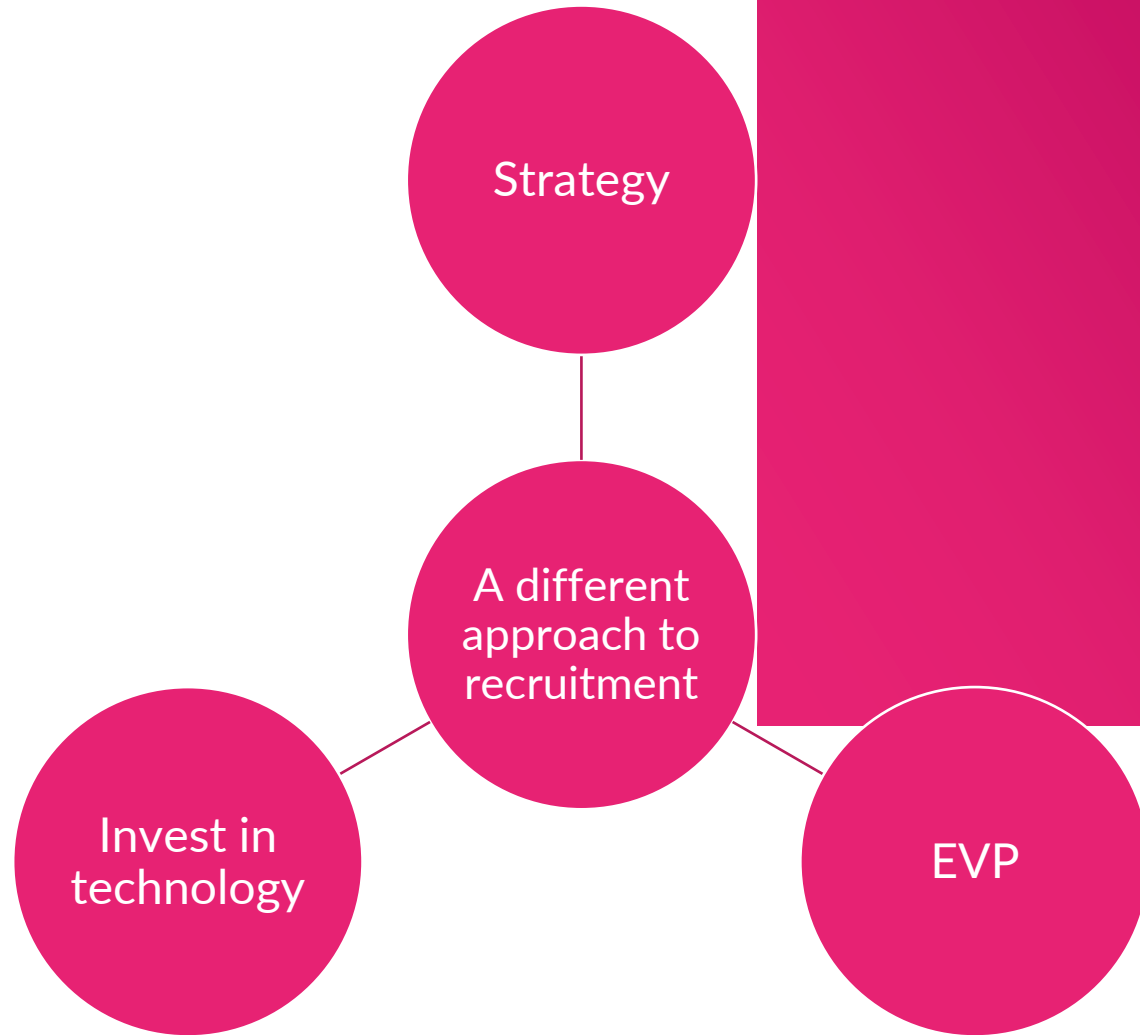 Strategy
A different
approach to
recruitment
Invest in
technology
EVP